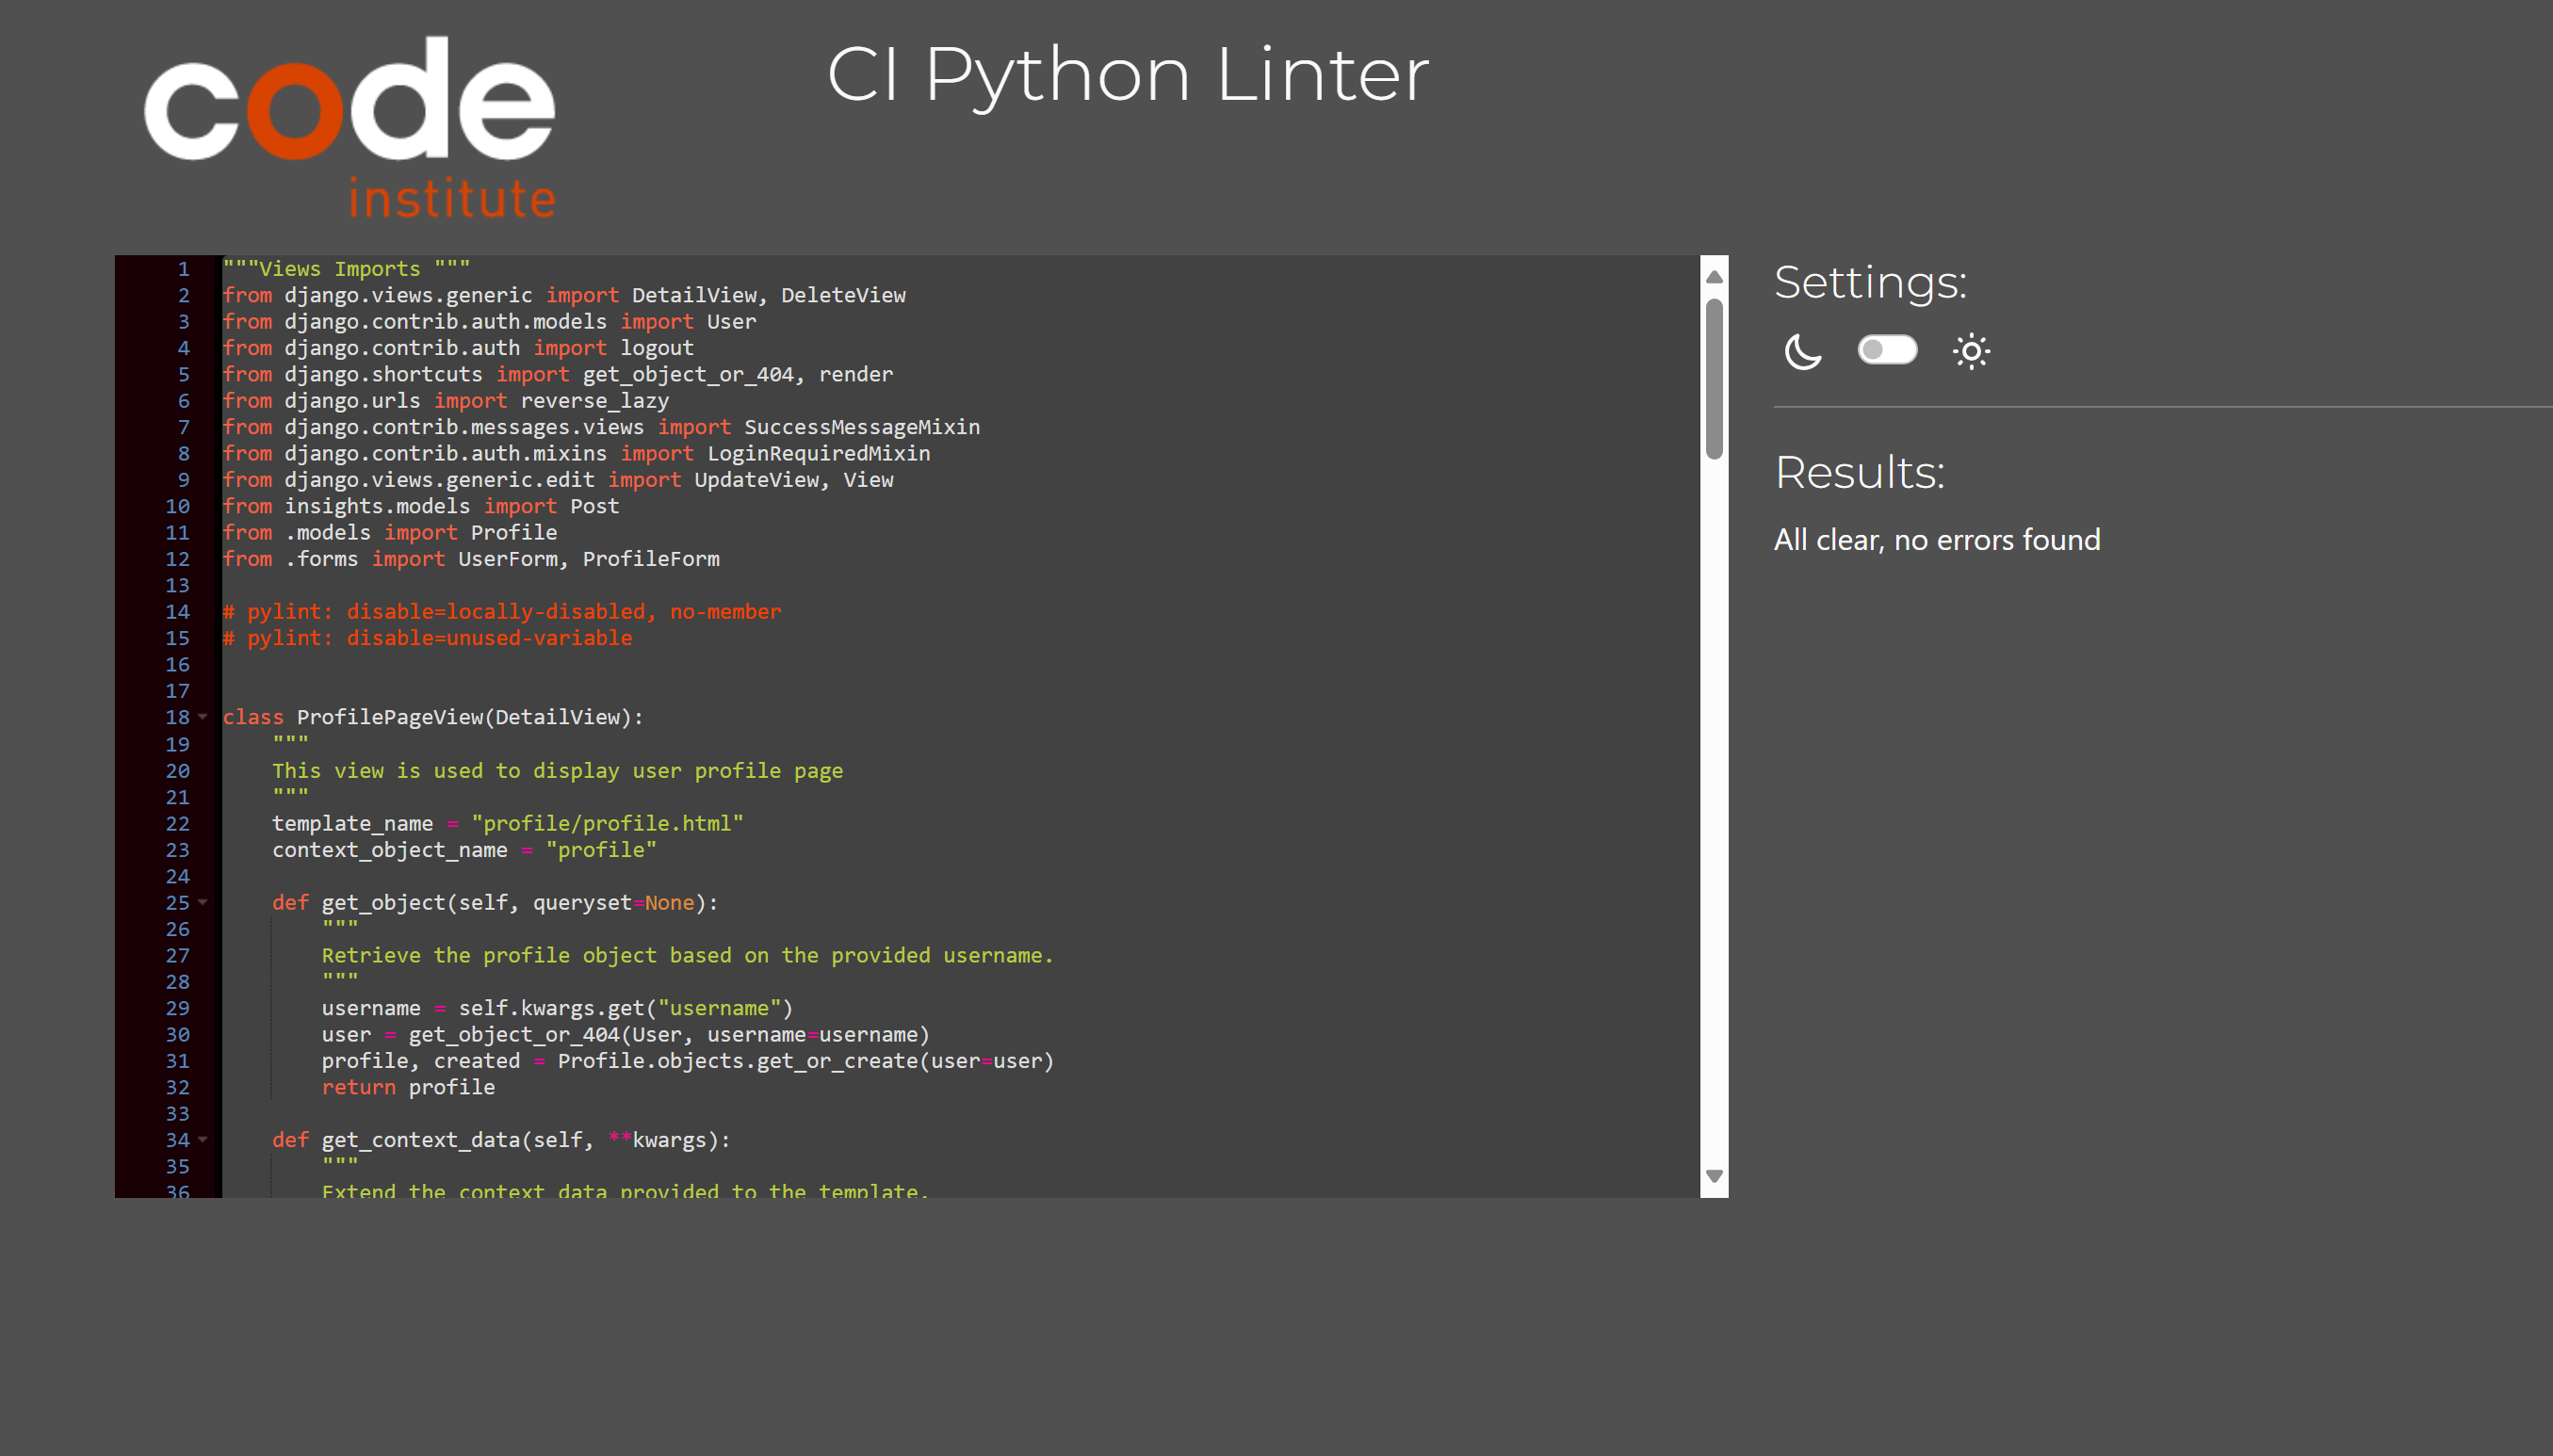 code
institute
CI Python Linter
1 """Views Imports """
2 from django.views.generic import DetailView, DeleteView
3 from django.contrib.auth.models import User
4 from django.contrib.auth import logout
5 from django.shortcuts import get_object_or_404, render
6 from django.urls import reverse_lazy
7 from django.contrib.messages.views import SuccessMessageMixin
8 from django.contrib.auth.mixins import LoginRequiredMixin
9 from django.views.generic.edit import UpdateView, View
10 from insights.models import Post
11 from .models import Profile
12 from .forms import UserForm, ProfileForm
13
14 # pylint: disable=locally-disabled, no-member
15 # pylint: disable=unused-variable
16
17
18 class ProfilePageView(DetailView):
19     """
20     This view is used to display user profile page
21     """
22     template_name = "profile/profile.html"
23     context_object_name = "profile"
24
25     def get_object(self, queryset=None):
26         """
27         Retrieve the profile object based on the provided username.
28         """
29         username = self.kwargs.get("username")
30         user = get_object_or_404(User, username=username)
31         profile, created = Profile.objects.get_or_create(user=user)
32         return profile
33
34     def get_context_data(self, **kwargs):
35         """
36         Extend the context data provided to the template.
Settings:
Results:
All clear, no errors found